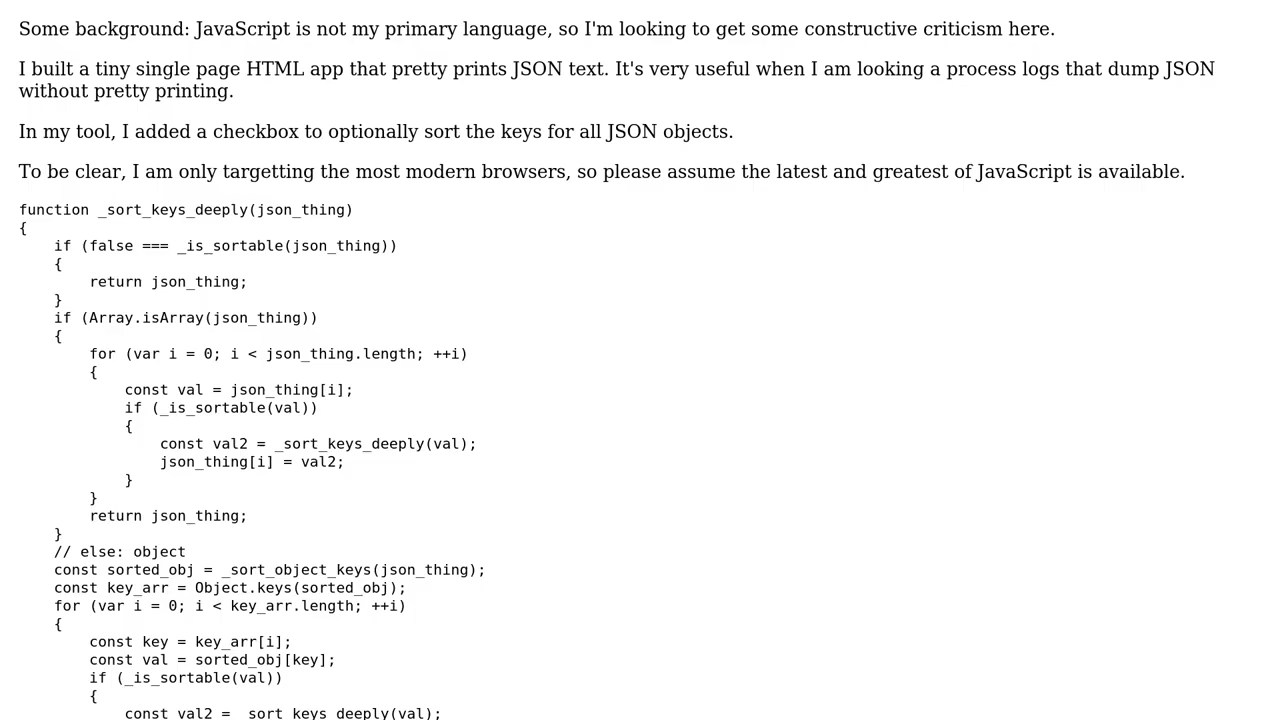 Some background: JavaScript is not my primary language, so I'm looking to get some constructive criticism here.
I built a tiny single page HTML app that pretty prints JSON text. It's very useful when I am looking a process logs that dump JSON
without pretty printing.
In my tool, I added a checkbox to optionally sort the keys for all JSON objects.
To be clear, I am only targetting the most modern browsers, so please assume the latest and greatest of JavaScript is available.
function _sort_keys_deeply(json_thing)
{
    if (false === _is_sortable(json_thing))
    {
        return json_thing;
    }
    if (Array.isArray(json_thing))
    {
        for (var i = 0; i < json_thing.length; ++i)
        {
            const val = json_thing[i];
            if (_is_sortable(val))
            {
                const val2 = _sort_keys_deeply(val);
                json_thing[i] = val2;
            }
        }
        return json_thing;
    }
    // else: object
    const sorted_obj = _sort_object_keys(json_thing);
    const key_arr = Object.keys(sorted_obj);
    for (var i = 0; i < key_arr.length; ++i)
    {
        const key = key_arr[i];
        const val = sorted_obj[key];
        if (_is_sortable(val))
        {
            const val2 = _sort_keys_deeply(val);